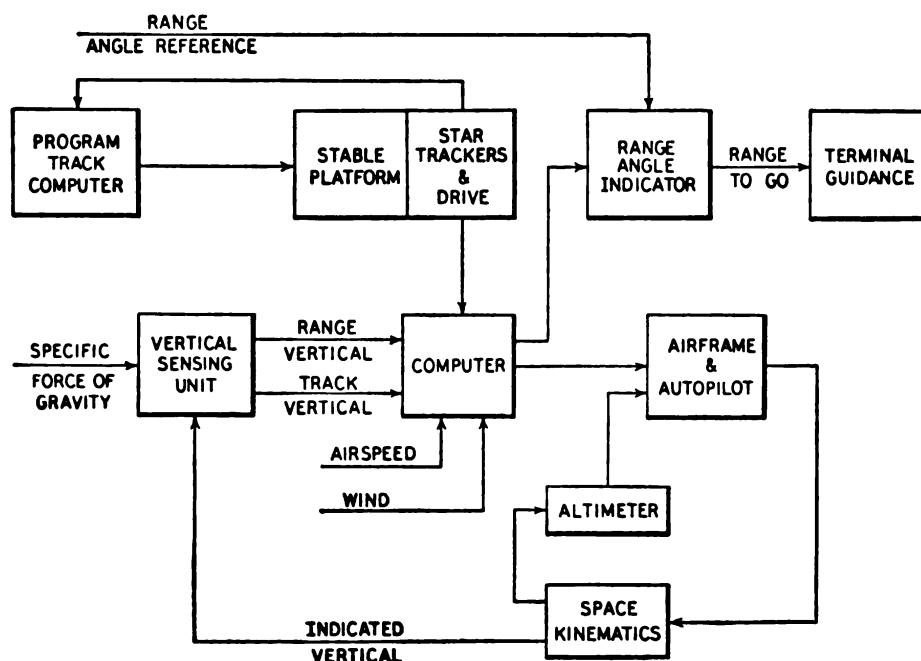 RANGE
ANGLE REFERENCE
PROGRAM
TRACK
COMPUTER
STABLE
PLATFORM
STAR
TRACKERS
&
DRIVE
RANGE
ANGLE
INDICATOR
RANGE
TO GO
TERMINAL
GUIDANCE
SPECIFIC
FORCE OF
GRAVITY
VERTICAL
SENSING
UNIT
RANGE
VERTICAL
TRACK
VERTICAL
COMPUTER
AIRFRAME
&
AUTOPILOT
AIRSPEED
WIND
ALTIMETER
SPACE
KINEMATICS
INDICATED
VERTICAL